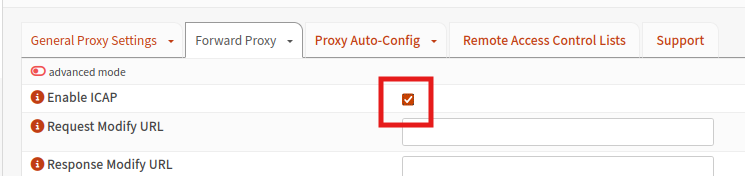 General Proxy Settings Forward Proxy Proxy Auto-Config Remote Access Control Lists Support
advanced mode
Enable ICAP
Request Modify URL
Response Modify URL